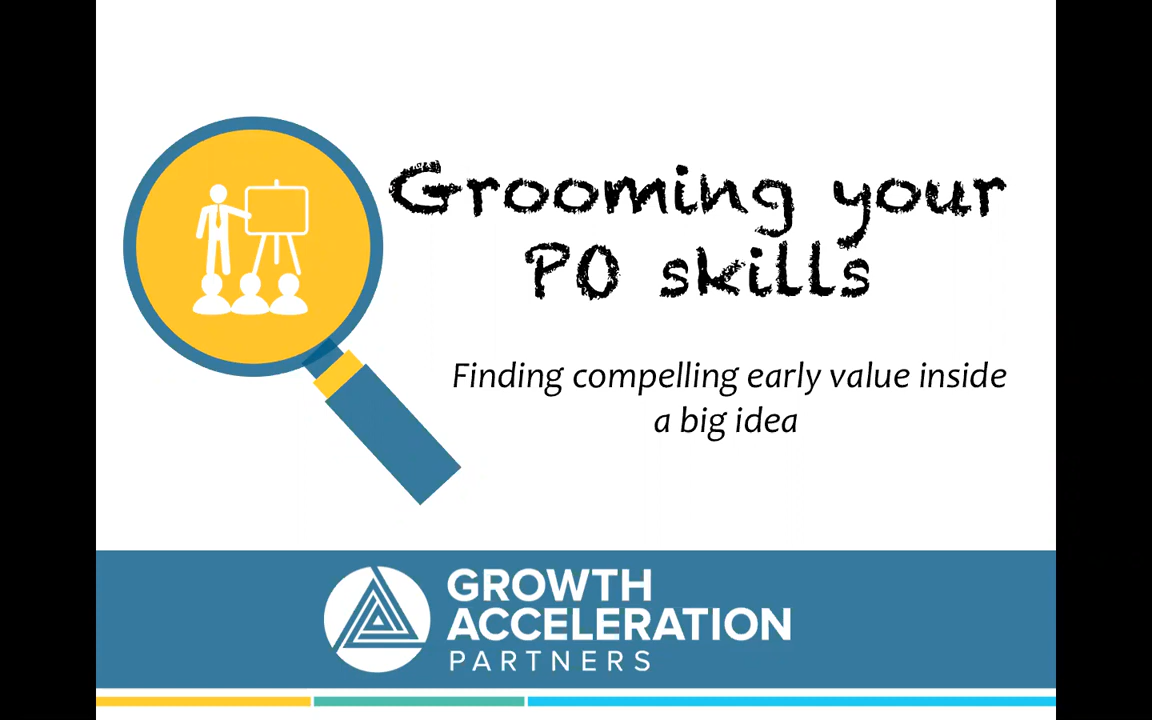 Grooming your
PO skills
Finding compelling early value inside
a big idea
GROWTH
ACCELERATION
PARTNERS